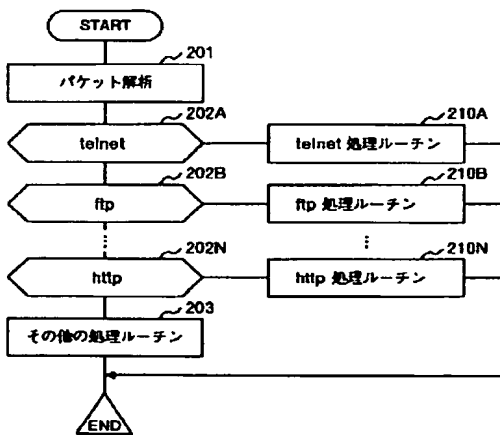 START
201
パケット解析
202A
telnet
210A
telnet 処理ルーチン
202B
ftp
210B
ftp 処理ルーチン
202N
http
210N
http 処理ルーチン
203
その他の処理ルーチン
END